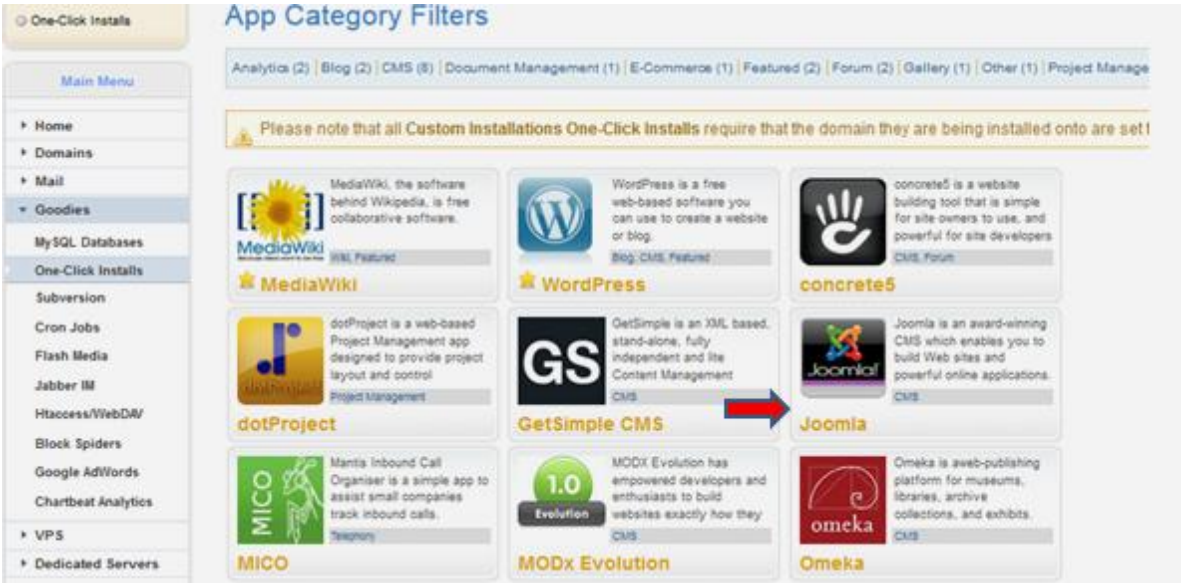 One-Click Installs
Main Menu
Home
Domains
Mail
Goodies
MySQL Databases
One-Click Installs
Subversion
Cron Jobs
Flash Media
Jabber IM
Htaccess/WebDAV
Block Spiders
Google AdWords
Chartbeat Analytics
VPS
Dedicated Servers
App Category Filters
Analytics (2) | Blog (2) | CMS (8) | Document Management (1) | E-Commerce (1) | Featured (2) | Forum (2) | Gallery (1) | Other (1) | Project Manage
Please note that all Custom Installations One-Click Installs require that the domain they are being installed onto are set t
MediaWiki
MediaWiki, the software
behind Wikipedia, is free
collaborative software.
Wiki, Featured
MediaWiki
WordPress is a free
web-based software you
can use to create a website
or blog.
Blog, CMS, Featured
WordPress
concrete5 is a website
building tool that is simple
for site owners to use, and
powerful for site developers
CMS, Forum
concrete5
dotProject
dotProject is a web-based
Project Management app
designed to provide project
layout and control
Project Management
dotProject
GS
GetSimple is an XML based,
stand-alone, fully
independent and lite
Content Management
CMS
GetSimple CMS
Joomla!
Joomla is an award-winning
CMS which enables you to
build Web sites and
powerful online applications.
CMS
Joomla
MICO
Mantis Inbound Call
Organiser is a simple app to
assist small companies
track inbound calls.
Telephony
MICO
1.0
Evolution
MODX Evolution has
empowered developers and
enthusiasts to build
websites exactly how they
CMS
MODx Evolution
omeka
Omeka is aweb-publishing
platform for museums,
libraries, archive
collections, and exhibits.
CMS
Omeka